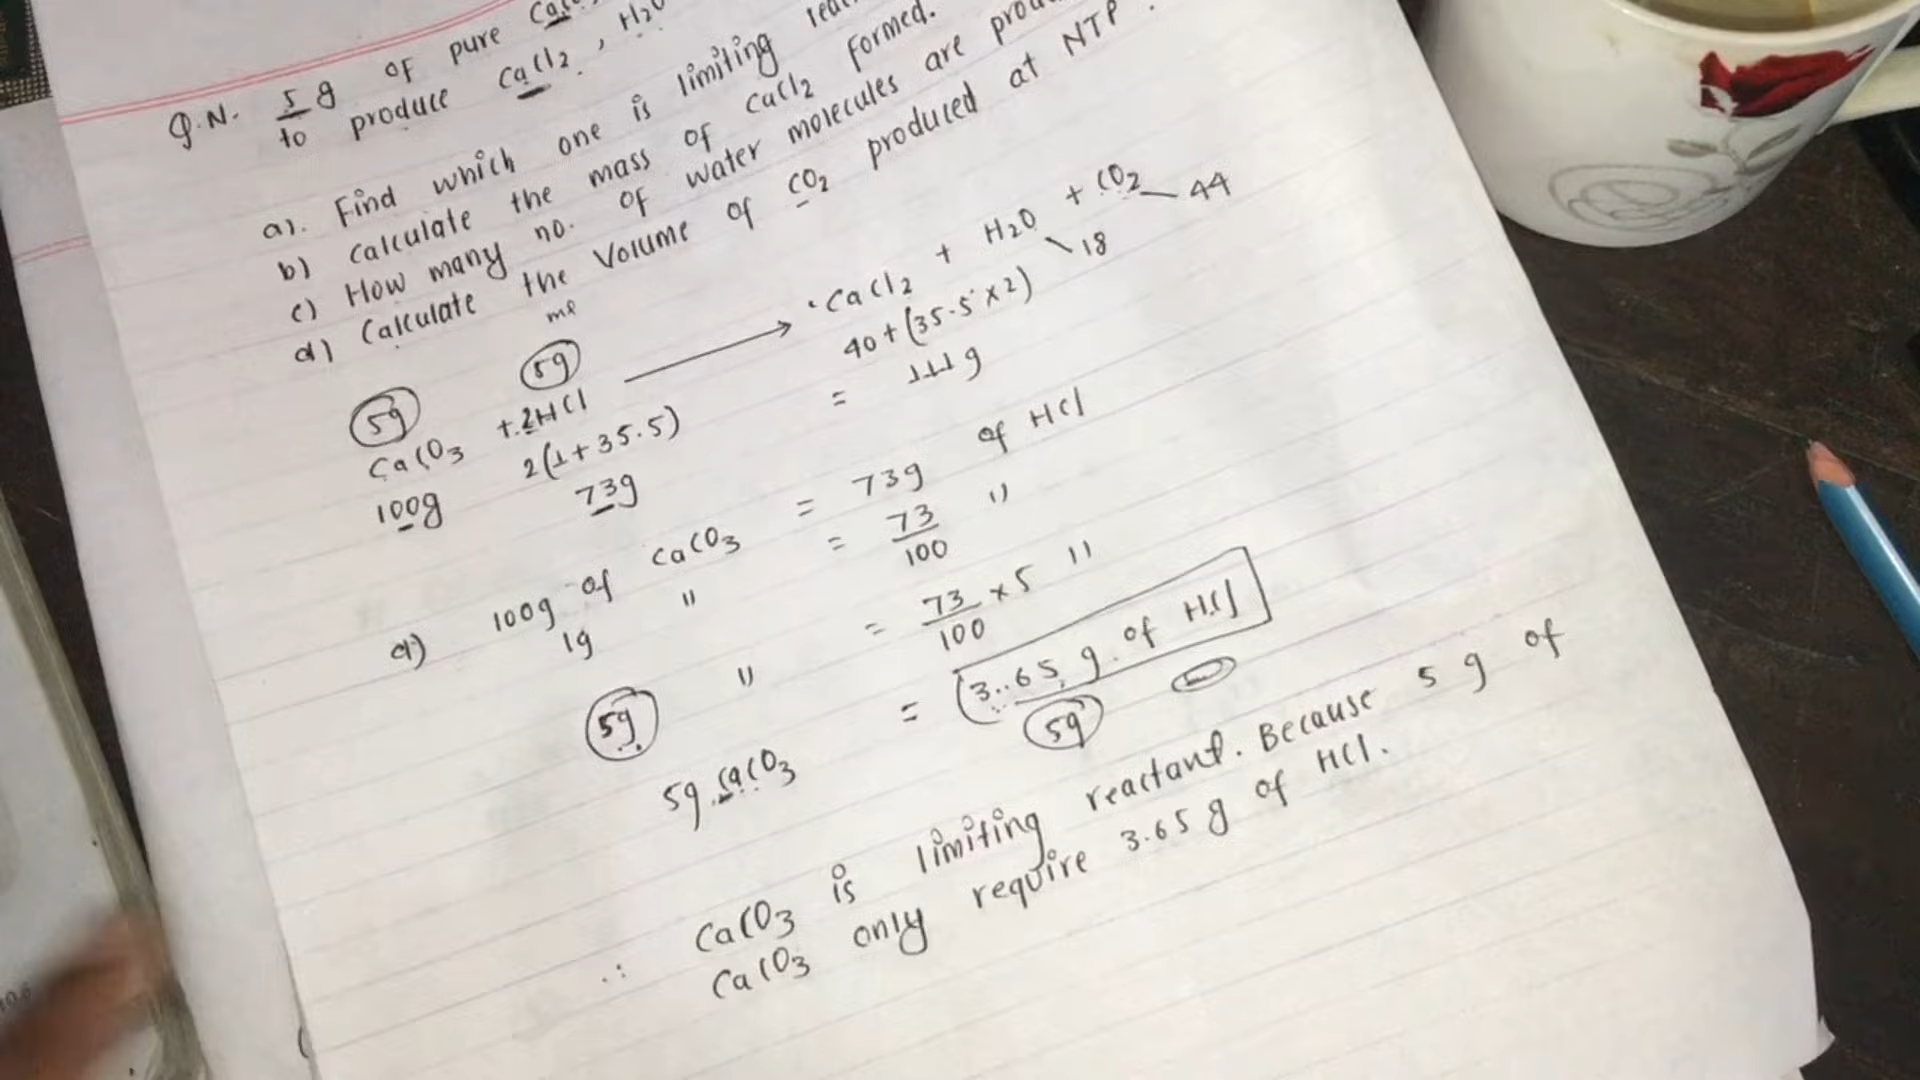 Q.N. 5 g of pure
to produce CaCl2, H2O
a). Find which one is limiting
b) calculate the mass of CaCl2 formed.
c) How many no. of water molecules are
d) Calculate the Volume of CO2 produced at NTP.
5g 5g
CaCO3 + 2HCl → CaCl2 + H2O + CO2 44
100g 2(1+35.5) 40+(35.5×2) 18
73g = 111g
a) 100g of CaCO3 = 73g of HCl
1g " = 73/100 "
5g " = 73/100 × 5 "
5g CaCO3 = 3.65 g. of HCl
5g
∴ CaCO3 is limiting reactant. Because 5 g of
CaCO3 only require 3.65 g of HCl.